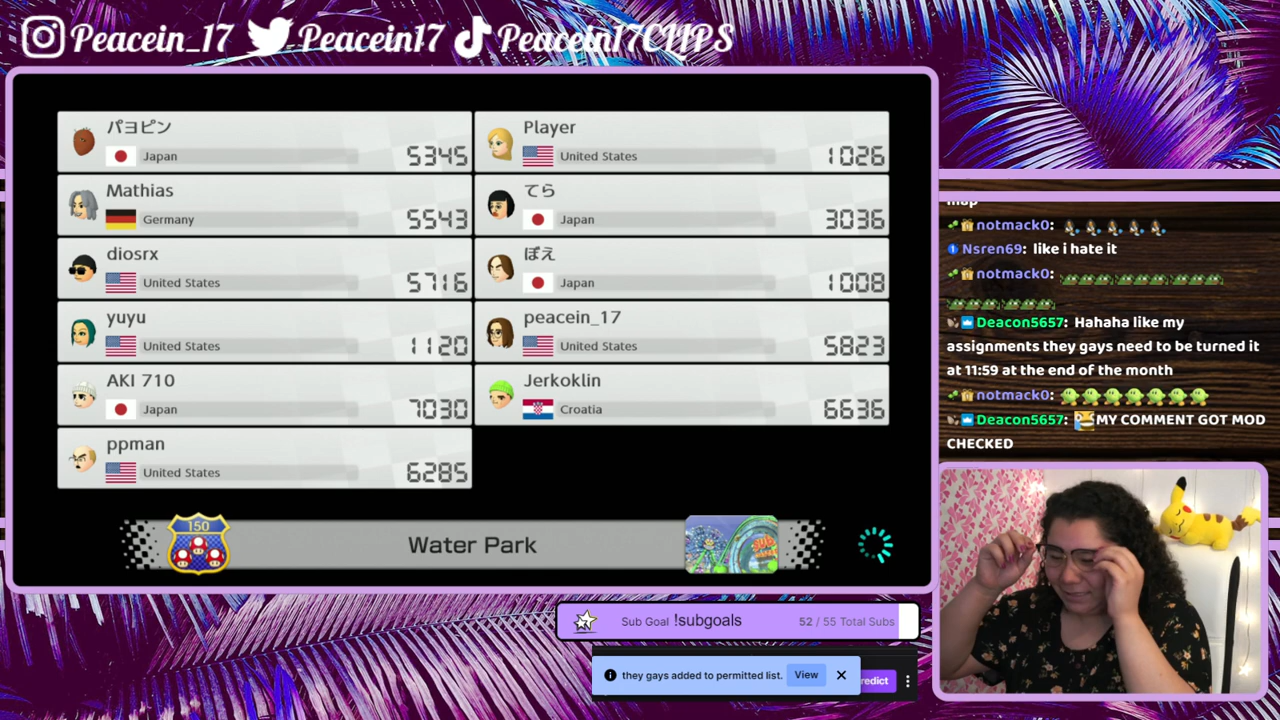 Peacein_17 Peacein17 Peacein17ClIPS
パヨピン
Japan
5345
Player
United States
1026
Mathias
Germany
5543
てら
Japan
3036
diosrx
United States
5716
ぽえ
Japan
1008
yuyu
United States
1120
peacein_17
United States
5823
AKI 710
Japan
7030
Jerkoklin
Croatia
6636
ppman
United States
6285
150
Water Park
map
notmack0:
Nsren69: like i hate it
notmack0:
Deacon5657: Hahaha like my
assignments they gays need to be turned it
at 11:59 at the end of the month
notmack0:
Deacon5657: MY COMMENT GOT MOD
CHECKED
Sub Goal !subgoals 52 / 55 Total Subs
they gays added to permitted list. View
redict